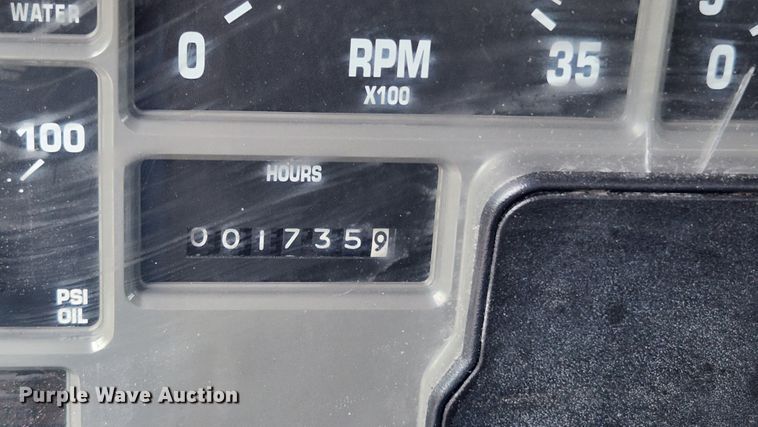 WATER
0
RPM
X100
35
0
100
HOURS
0017359
PSI
OIL
Purple Wave Auction